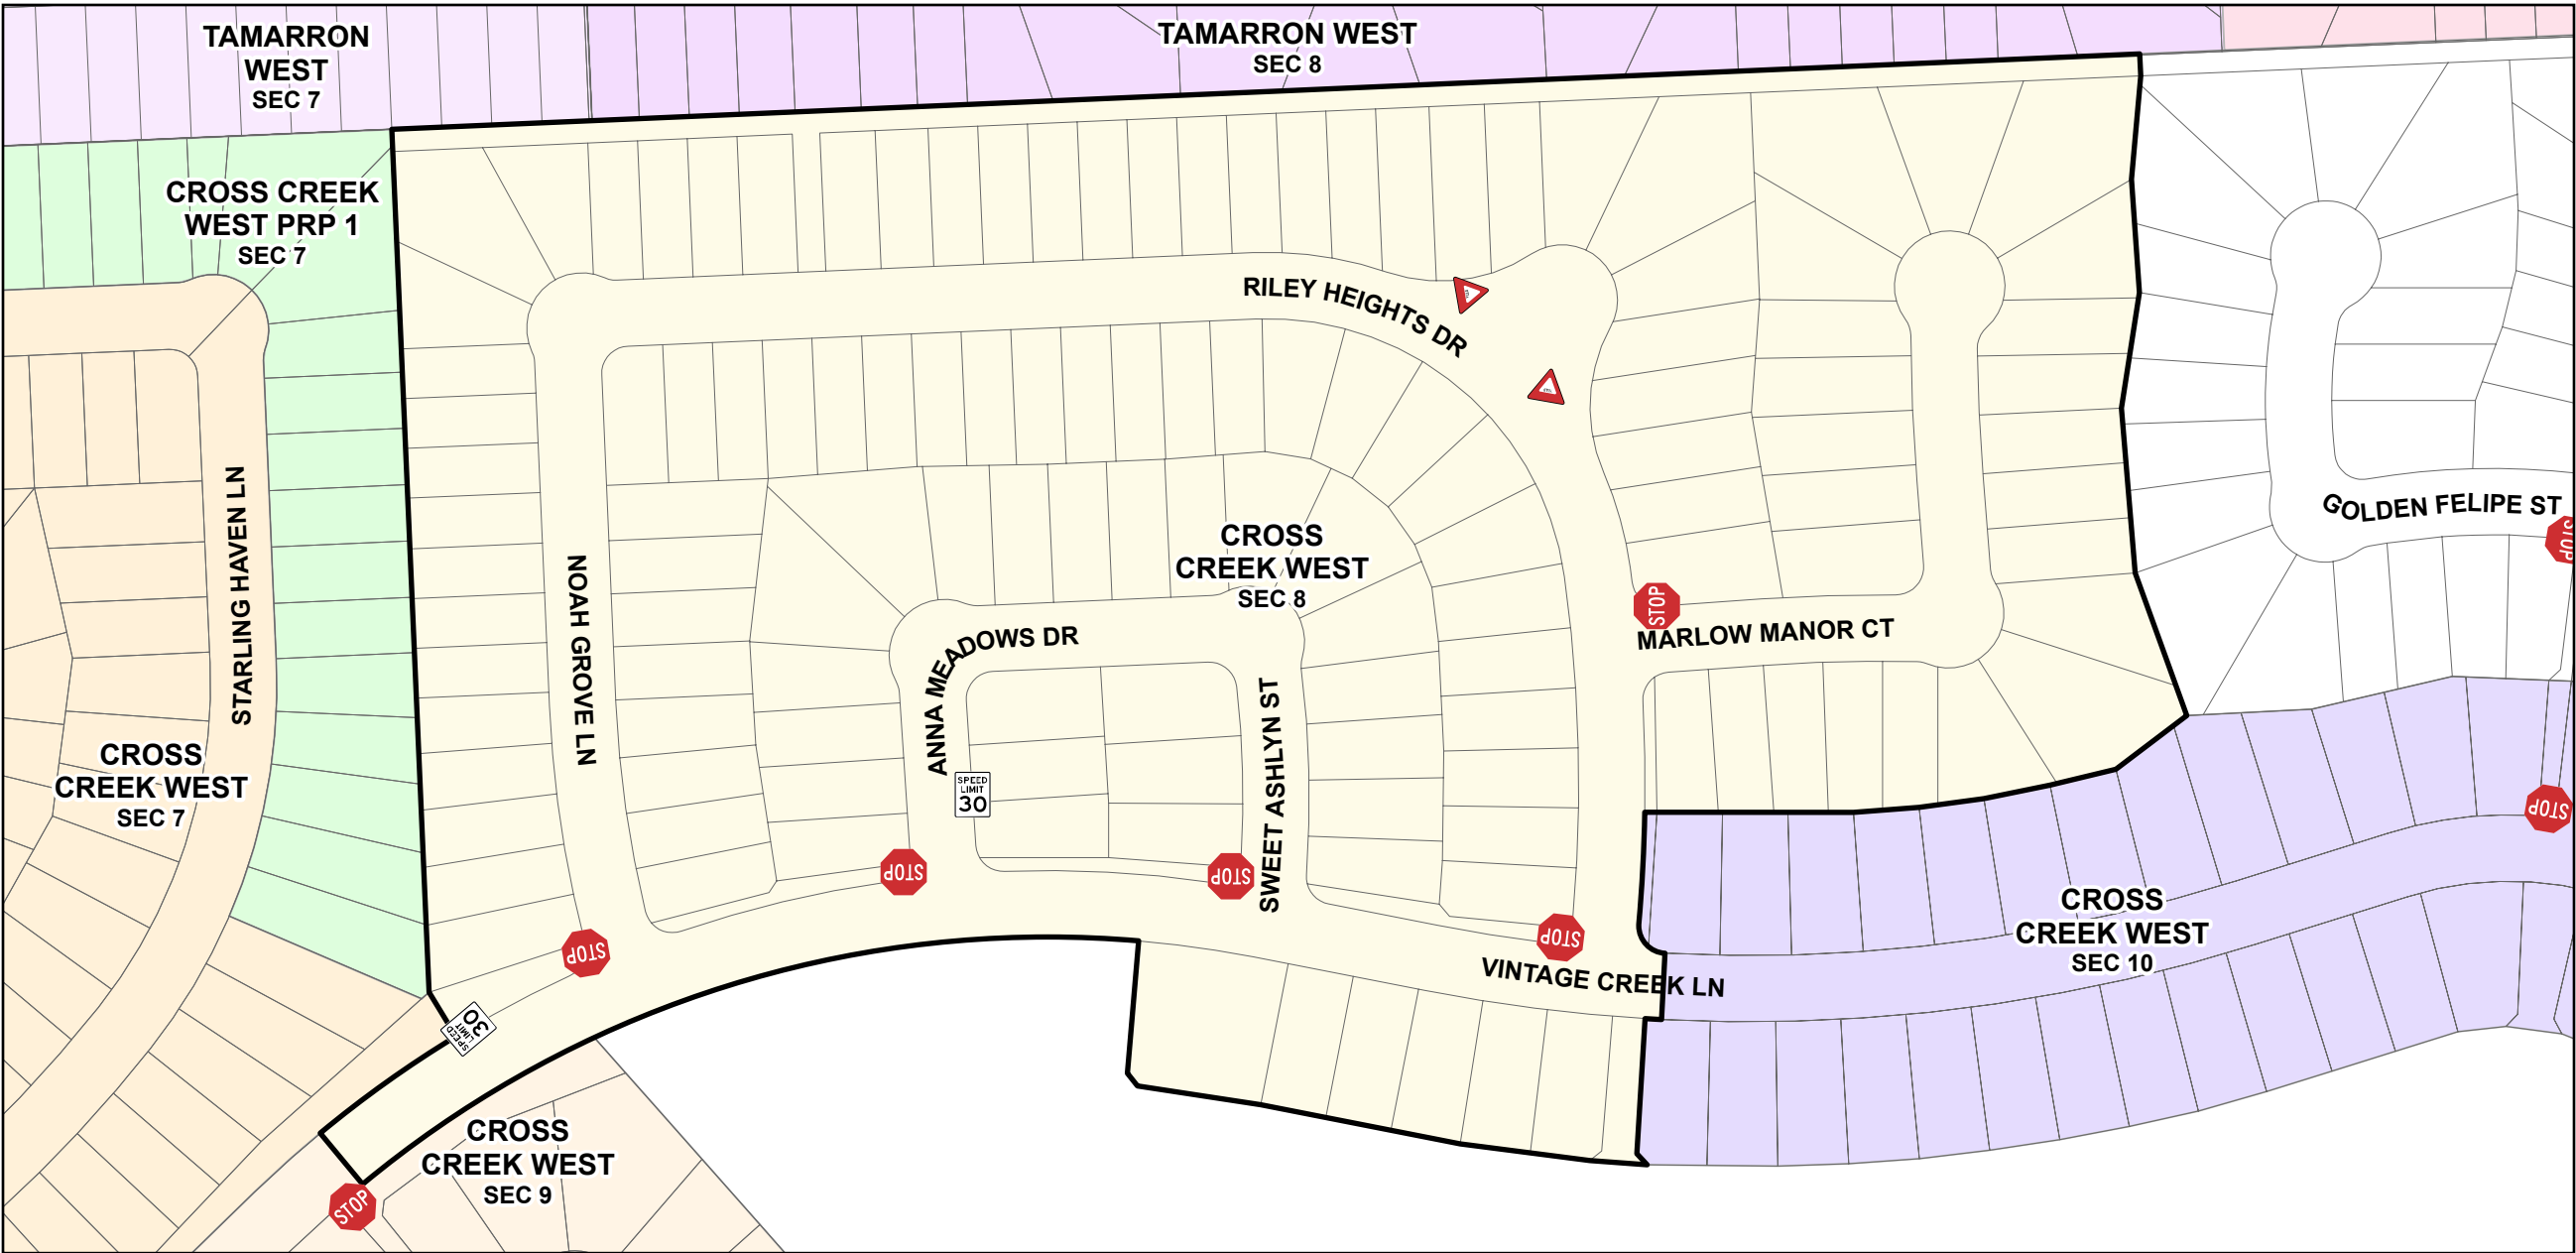 TAMARRON
WEST
SEC 7
TAMARRON WEST
SEC 8
CROSS CREEK
WEST PRP 1
SEC 7
RILEY HEIGHTS DR
STARLING HAVEN LN
NOAH GROVE LN
CROSS
CREEK WEST
SEC 8
GOLDEN FELIPE ST
STOP
STOP
MARLOW MANOR CT
ANNA MEADOWS DR
SWEET ASHLYN ST
CROSS
CREEK WEST
SEC 7
SPEED
LIMIT
30
STOP
STOP
STOP
STOP
STOP
VINTAGE CREEK LN
CROSS
CREEK WEST
SEC 10
SPEED
LIMIT
30
CROSS
CREEK WEST
SEC 9
STOP